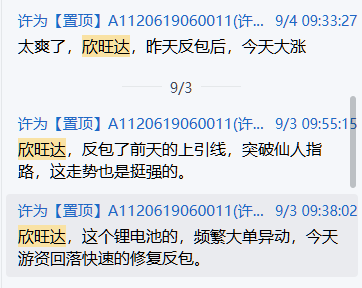 许为【置顶】A1120619060011(许... 9/4 09:33:27
太爽了，欣旺达，昨天反包后，今天大涨
9/3
许为【置顶】A1120619060011(许... 9/3 09:55:15
欣旺达，反包了前天的上引线，突破仙人指
路，这走势也是挺强的。
许为【置顶】A1120619060011(许... 9/3 09:38:02
欣旺达，这个锂电池的，频繁大单异动，今天
游资回落快速的修复反包。